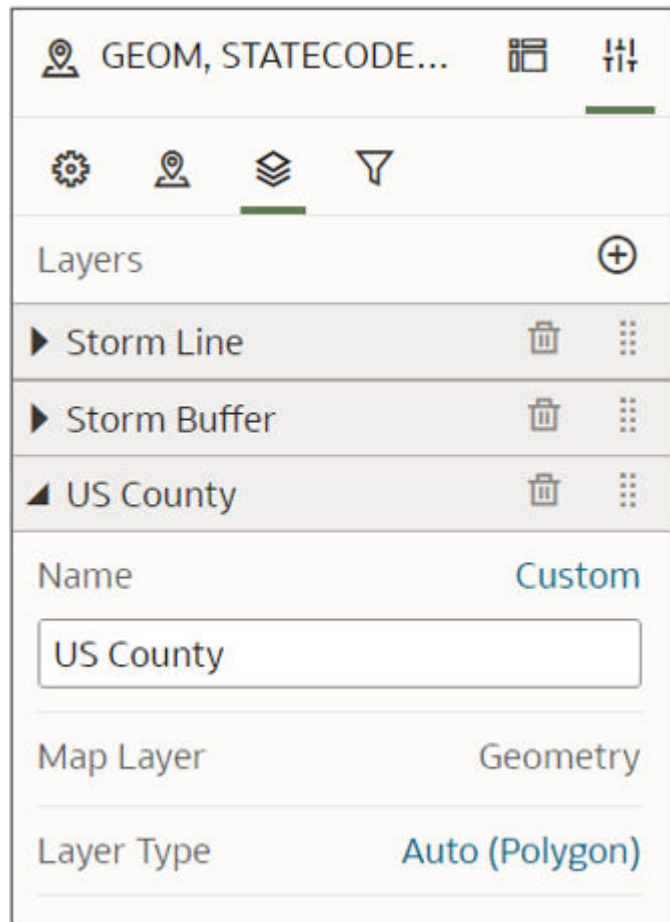 GEOM, STATECODE...
Layers
Storm Line
Storm Buffer
US County
Name Custom
US County
Map Layer Geometry
Layer Type Auto (Polygon)